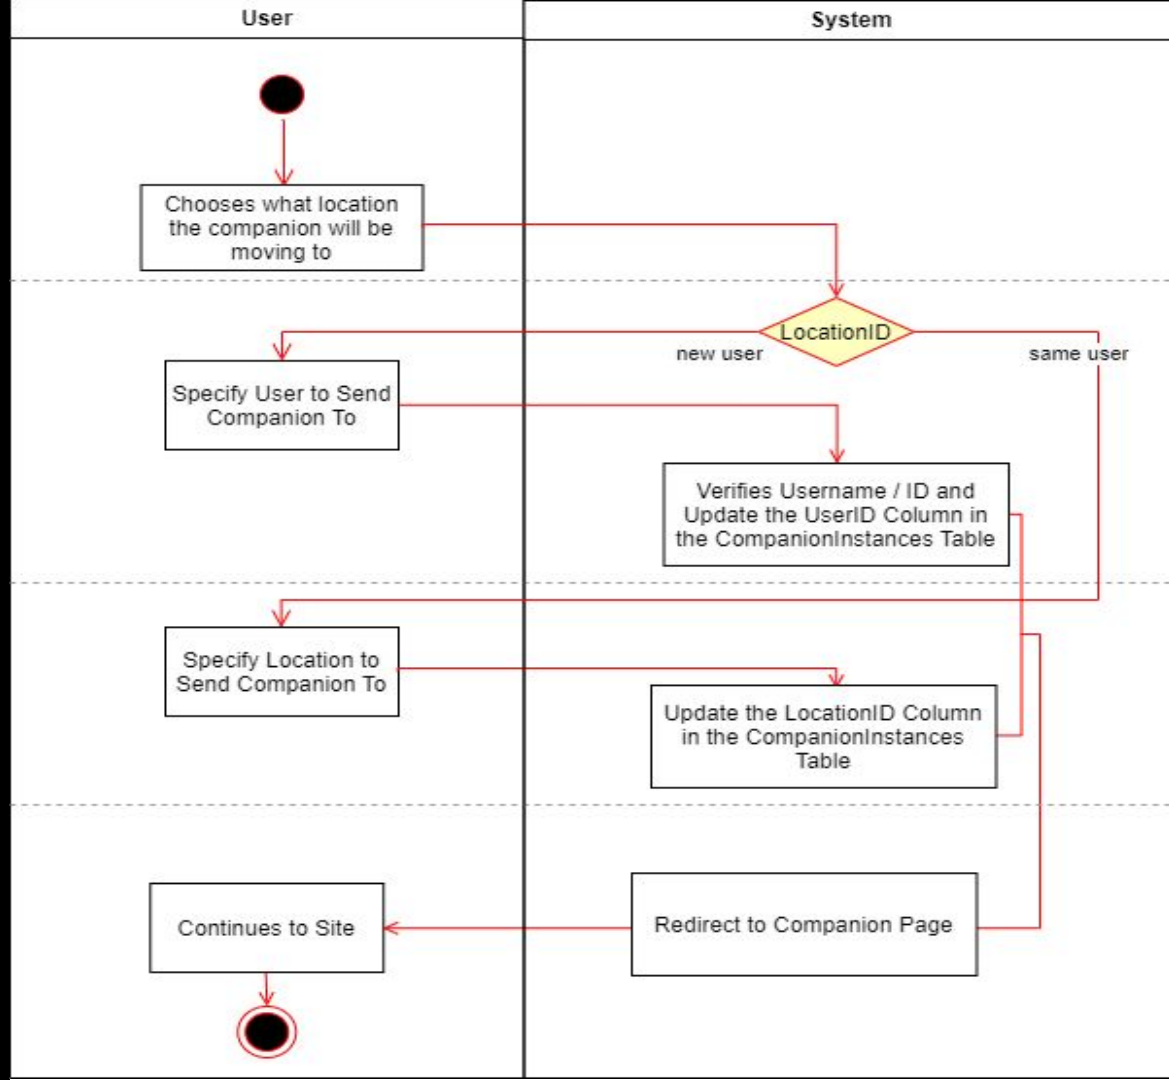 User
System
Chooses what location
the companion will be
moving to
LocationID
new user
same user
Specify User to Send
Companion To
Verifies Username / ID and
Update the UserID Column in
the CompanionInstances Table
Specify Location to
Send Companion To
Update the LocationID Column
in the CompanionInstances
Table
Continues to Site
Redirect to Companion Page